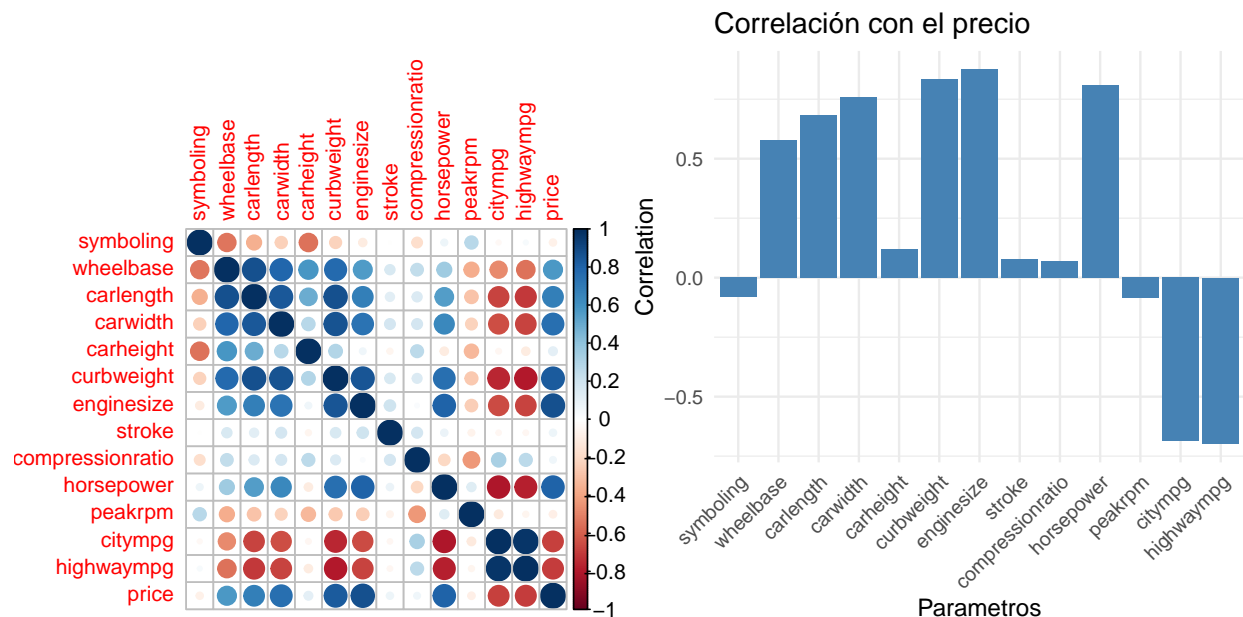 symboling
wheelbase
carlength
carwidth
carheight
curbweight
enginesize
stroke
compressionratio
horsepower
peakrpm
citympg
highwaympg
price
symboling
wheelbase
carlength
carwidth
carheight
curbweight
enginesize
stroke
compressionratio
horsepower
peakrpm
citympg
highwaympg
price
1
0.8
0.6
0.4
0.2
0
−0.2
−0.4
−0.6
−0.8
−1
Correlación con el precio
Correlation
0.5
0.0
−0.5
symboling
wheelbase
carlength
carwidth
carheight
curbweight
enginesize
stroke
compressionratio
horsepower
peakrpm
citympg
highwaympg
Parametros